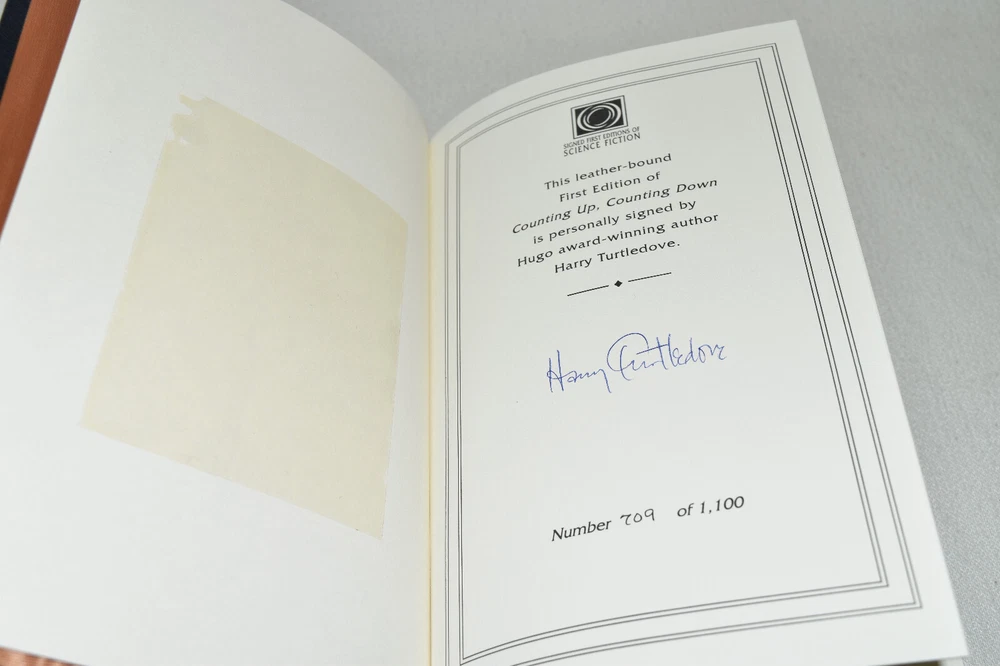 SIGNED FIRST EDITIONS OF
SCIENCE FICTION
This leather-bound
First Edition of
Counting Up, Counting Down
is personally signed by
Hugo award-winning author
Harry Turtledove.
Harry Turtledove
Number 709 of 1,100